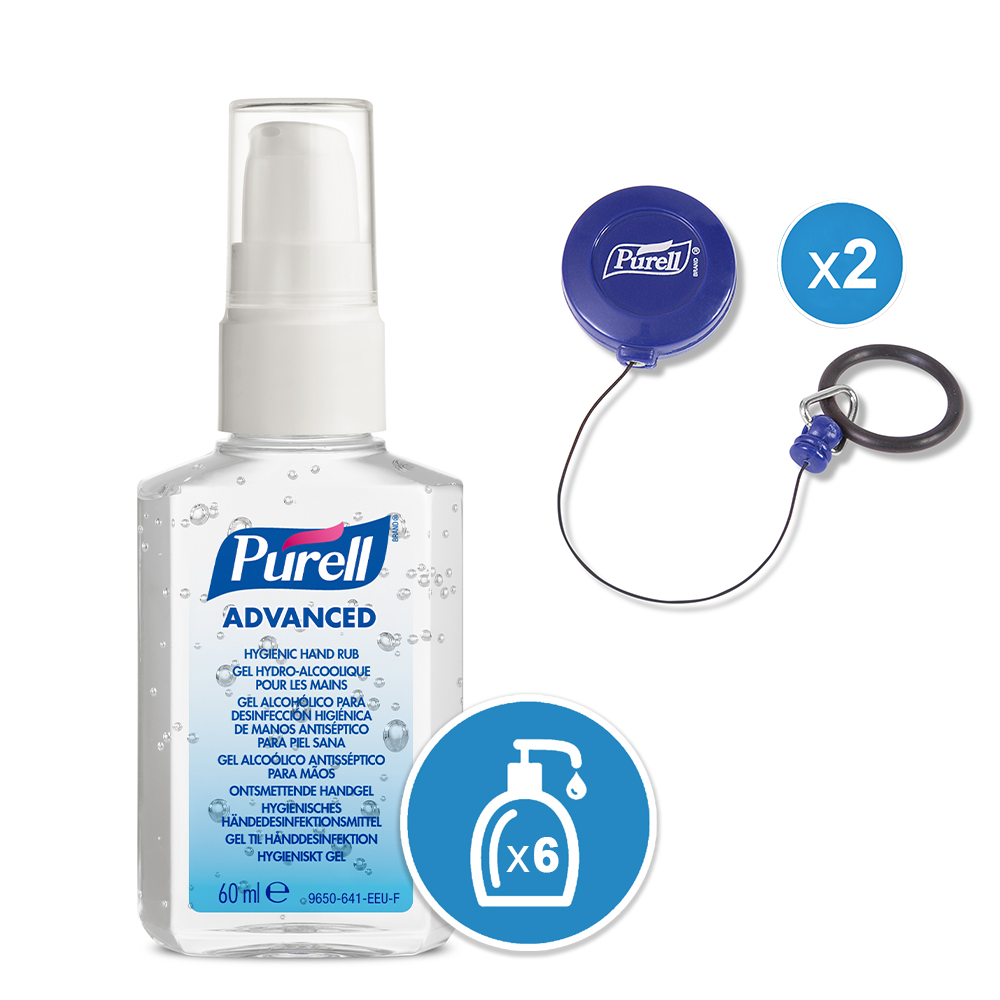 Purell
BRAND ®
x2
Purell
BRAND ®
ADVANCED
HYGIENIC HAND RUB
GEL HYDRO-ALCOOLIQUE
POUR LES MAINS
GEL ALCOHÓLICO PARA
DESINFECCIÓN HIGIÉNICA
DE MANOS ANTISÉPTICO
PARA PIEL SANA
GEL ALCOÓLICO ANTISSÉPTICO
PARA MÃOS
ONTSMETTENDE HANDGEL
HYGIENISCHES
HÄNDEDESINFEKTIONSMITTEL
GEL TIL HÅNDDESINFEKTION
HYGIENISKT GEL
60 ml ℮
9650-641-EEU-F
x6